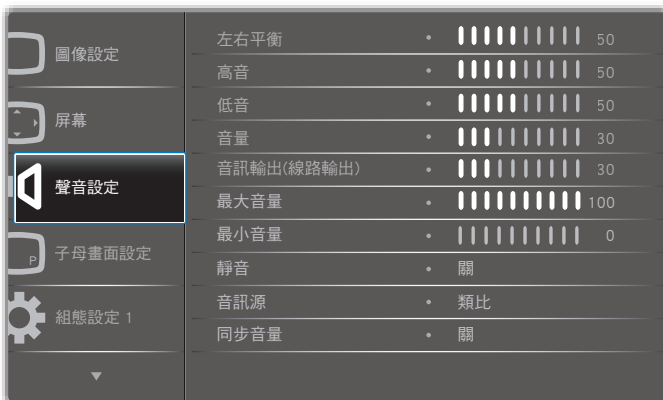 圖像設定
屏幕
聲音設定
P
子母畫面設定
組態設定 1
左右平衡 • 50
高音 • 50
低音 • 50
音量 • 30
音訊輸出(線路輸出) • 30
最大音量 • 100
最小音量 • 0
靜音 • 關
音訊源 • 類比
同步音量 • 關